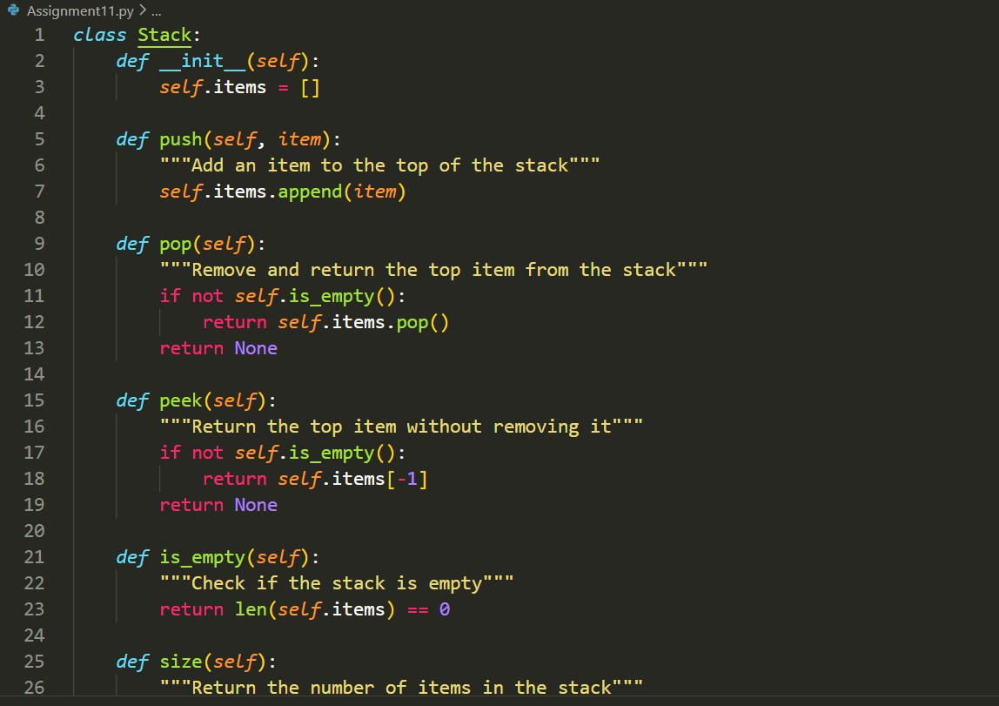 Assignment11.py > ...
1 class Stack:
2     def __init__(self):
3         self.items = []
4
5     def push(self, item):
6         """Add an item to the top of the stack"""
7         self.items.append(item)
8
9     def pop(self):
10         """Remove and return the top item from the stack"""
11         if not self.is_empty():
12             return self.items.pop()
13         return None
14
15     def peek(self):
16         """Return the top item without removing it"""
17         if not self.is_empty():
18             return self.items[-1]
19         return None
20
21     def is_empty(self):
22         """Check if the stack is empty"""
23         return len(self.items) == 0
24
25     def size(self):
26         """Return the number of items in the stack"""